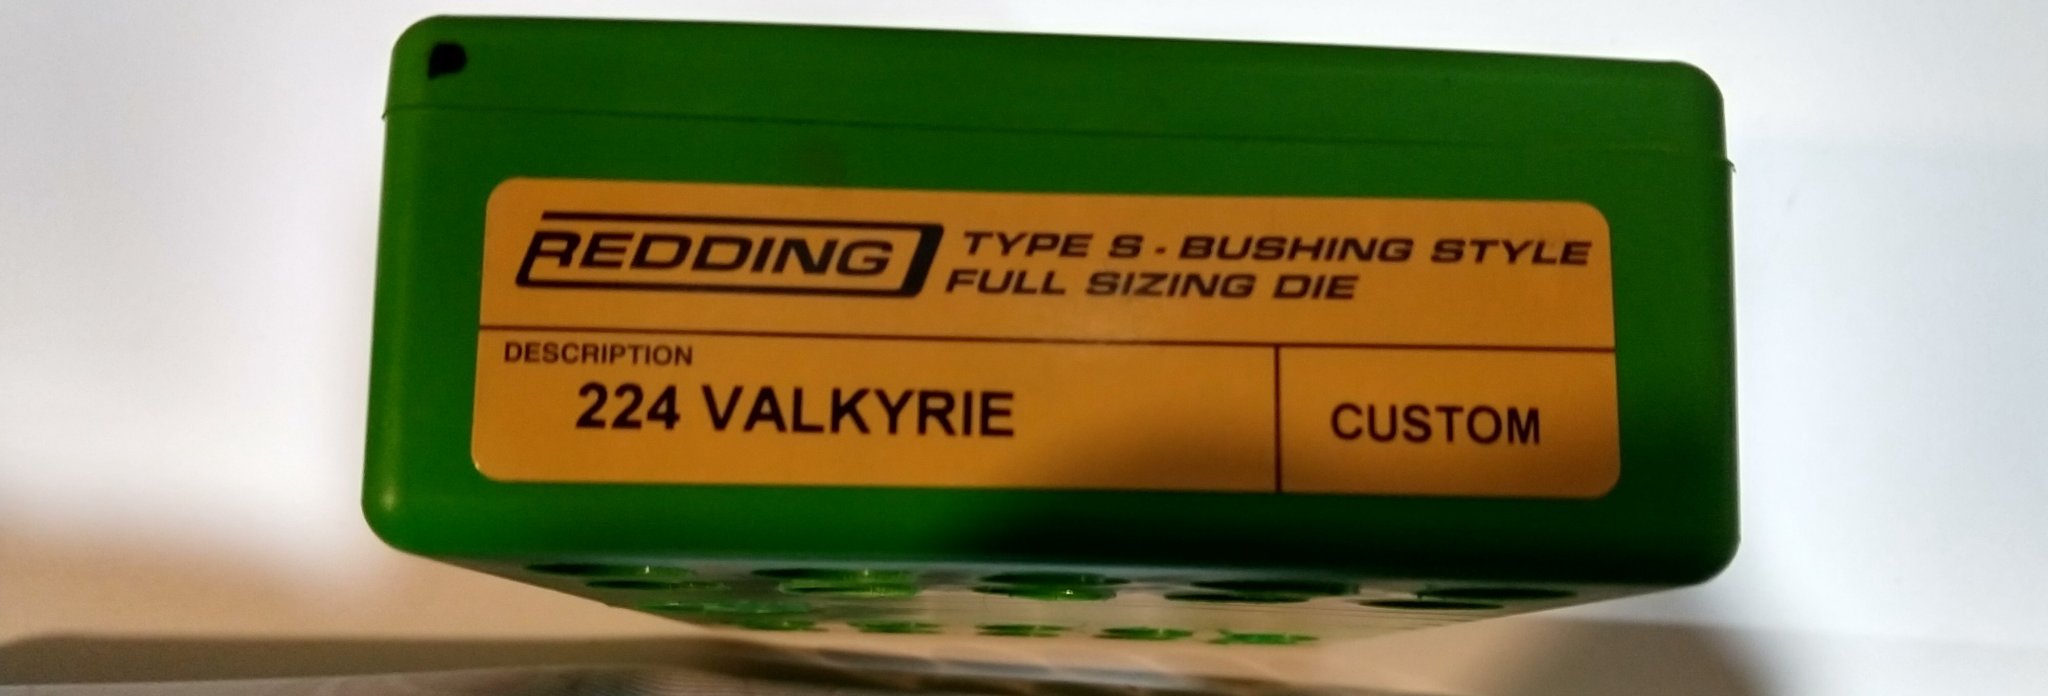 REDDING TYPE S - BUSHING STYLE
FULL SIZING DIE
DESCRIPTION
224 VALKYRIE CUSTOM